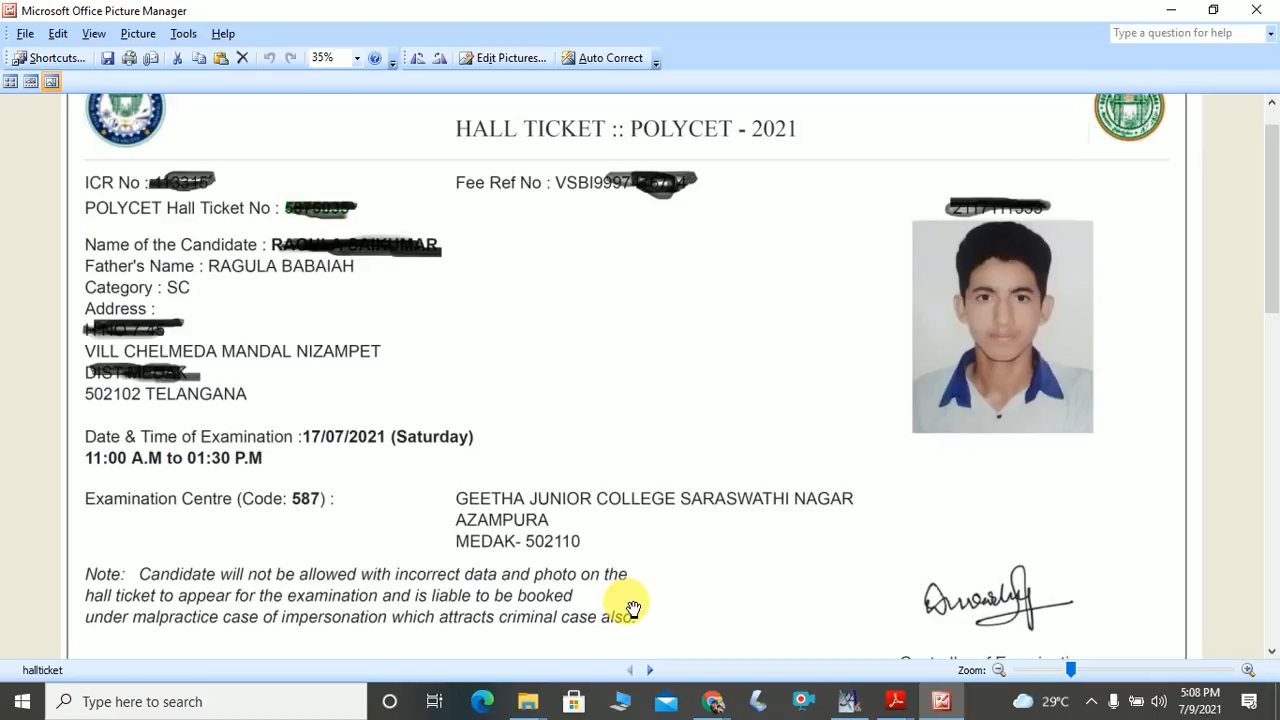 Microsoft Office Picture Manager
File Edit View Picture Tools Help
Type a question for help
Shortcuts...
35%
Edit Pictures...
Auto Correct
HALL TICKET :: POLYCET - 2021
ICR No :
Fee Ref No : VSBI9997
POLYCET Hall Ticket No :
Name of the Candidate :
Father's Name : RAGULA BABAIAH
Category : SC
Address :
VILL CHELMEDA MANDAL NIZAMPET
502102 TELANGANA
Date & Time of Examination :17/07/2021 (Saturday)
11:00 A.M to 01:30 P.M
Examination Centre (Code: 587) :
GEETHA JUNIOR COLLEGE SARASWATHI NAGAR
AZAMPURA
MEDAK- 502110
Note: Candidate will not be allowed with incorrect data and photo on the
hall ticket to appear for the examination and is liable to be booked
under malpractice case of impersonation which attracts criminal case also.
hallticket
Zoom:
Type here to search
29°C
5:08 PM
7/9/2021